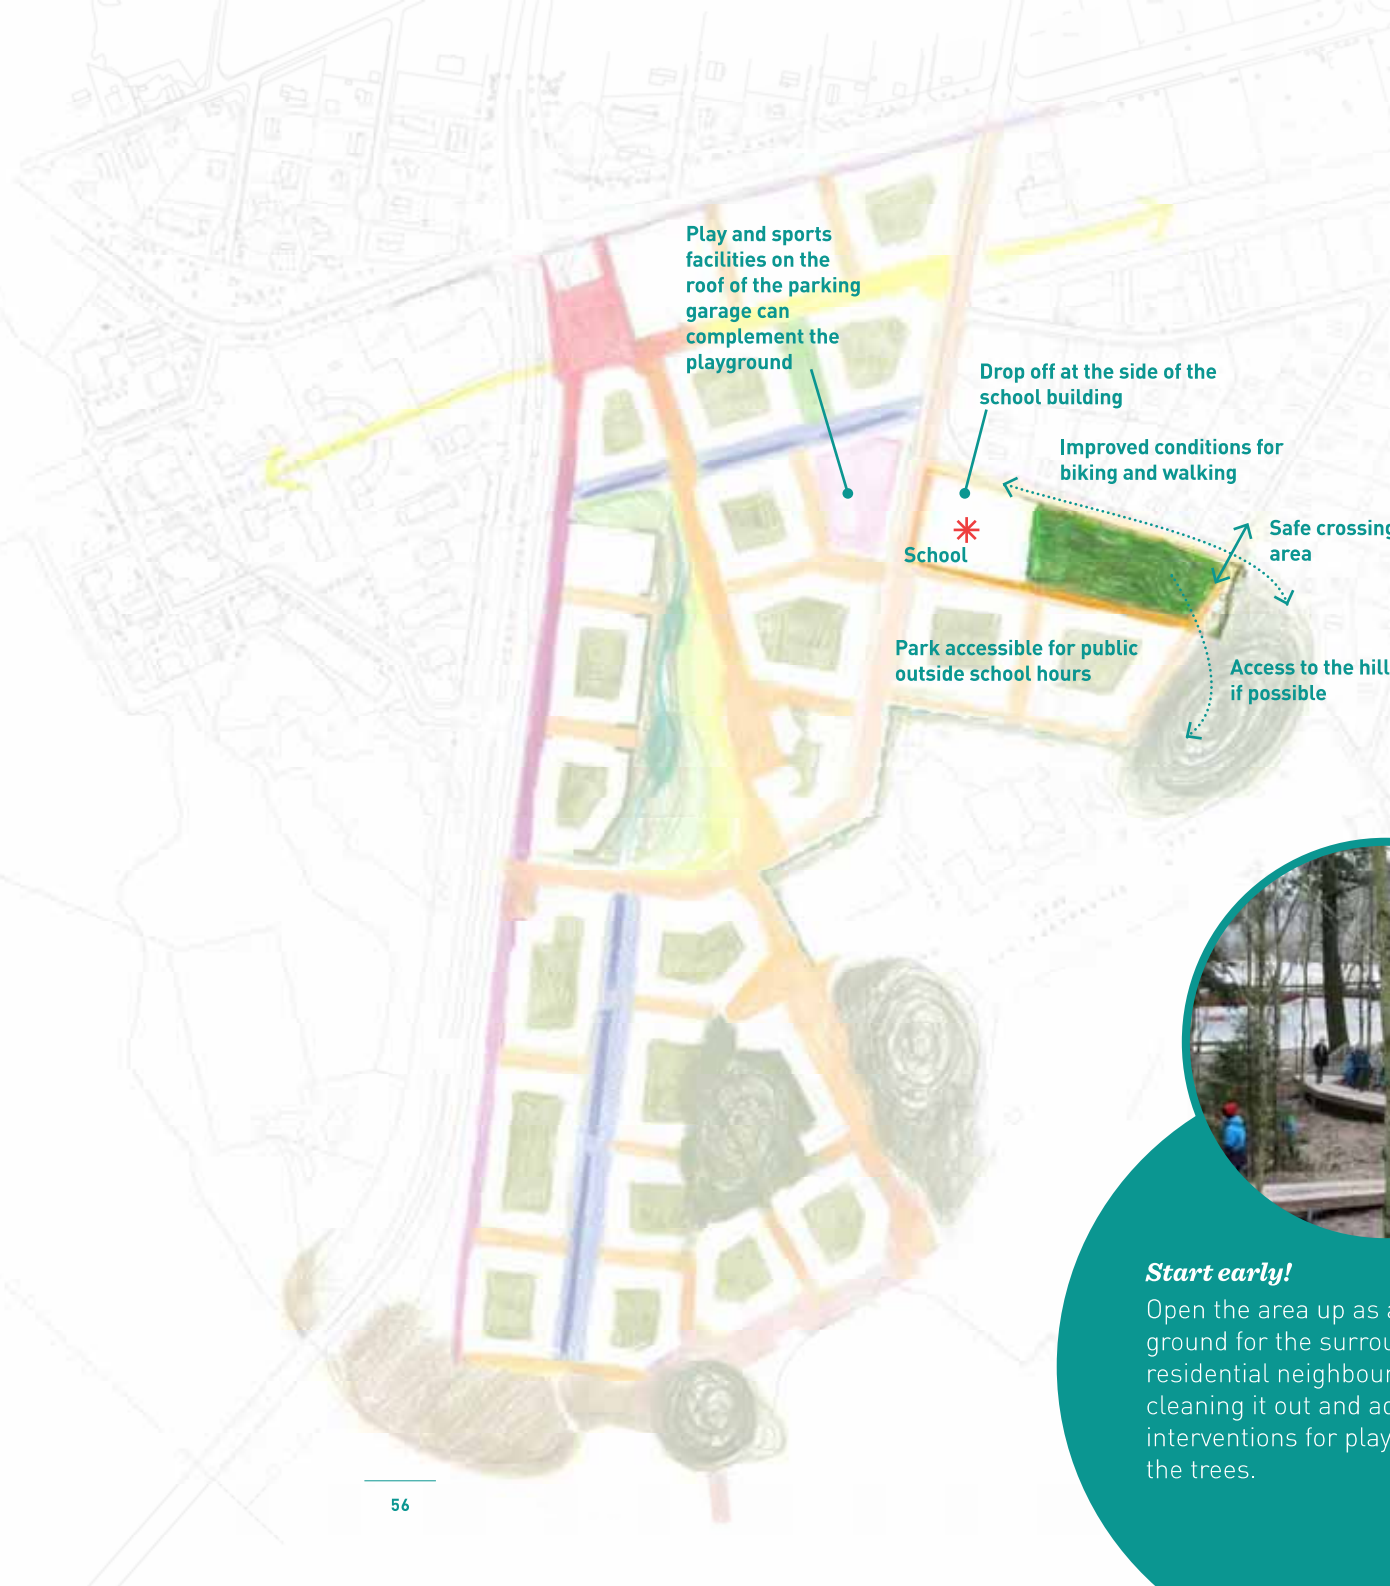 Play and sports
facilities on the
roof of the parking
garage can
complement the
playground
Drop off at the side of the
school building
Improved conditions for
biking and walking
Safe crossing
area
School
Park accessible for public
outside school hours
Access to the hill
if possible
Start early!
Open the area up as a
ground for the
residential
cleaning it out and
interventions for play
the trees.
56